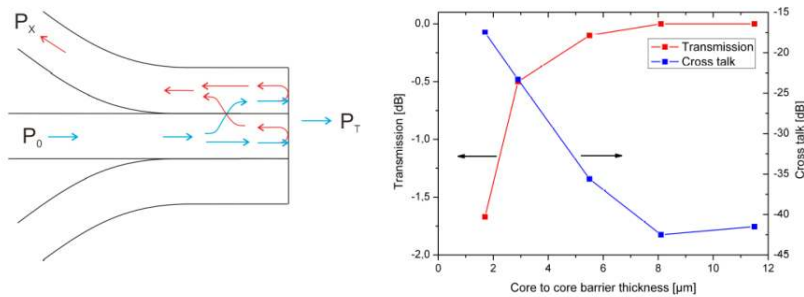 P_X
P_0
P_T
0,0
-0,5
-1,0
-1,5
-2,0
Transmission [dB]
Transmission
Cross talk
-15
-20
-25
-30
-35
-40
-45
Cross talk [dB]
0 2 4 6 8 10 12
Core to core barrier thickness [μm]